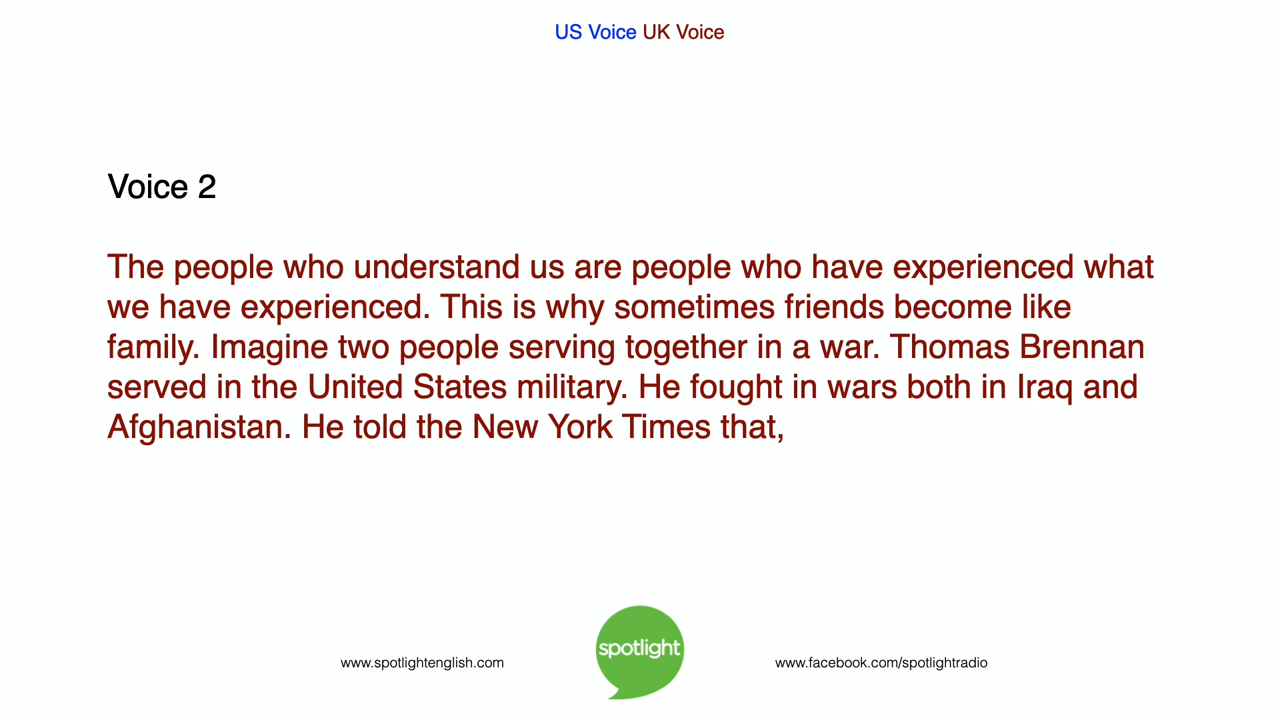 US Voice UK Voice
Voice 2
The people who understand us are people who have experienced what
we have experienced. This is why sometimes friends become like
family. Imagine two people serving together in a war. Thomas Brennan
served in the United States military. He fought in wars both in Iraq and
Afghanistan. He told the New York Times that,
www.spotlightenglish.com
spotlight
www.facebook.com/spotlightradio